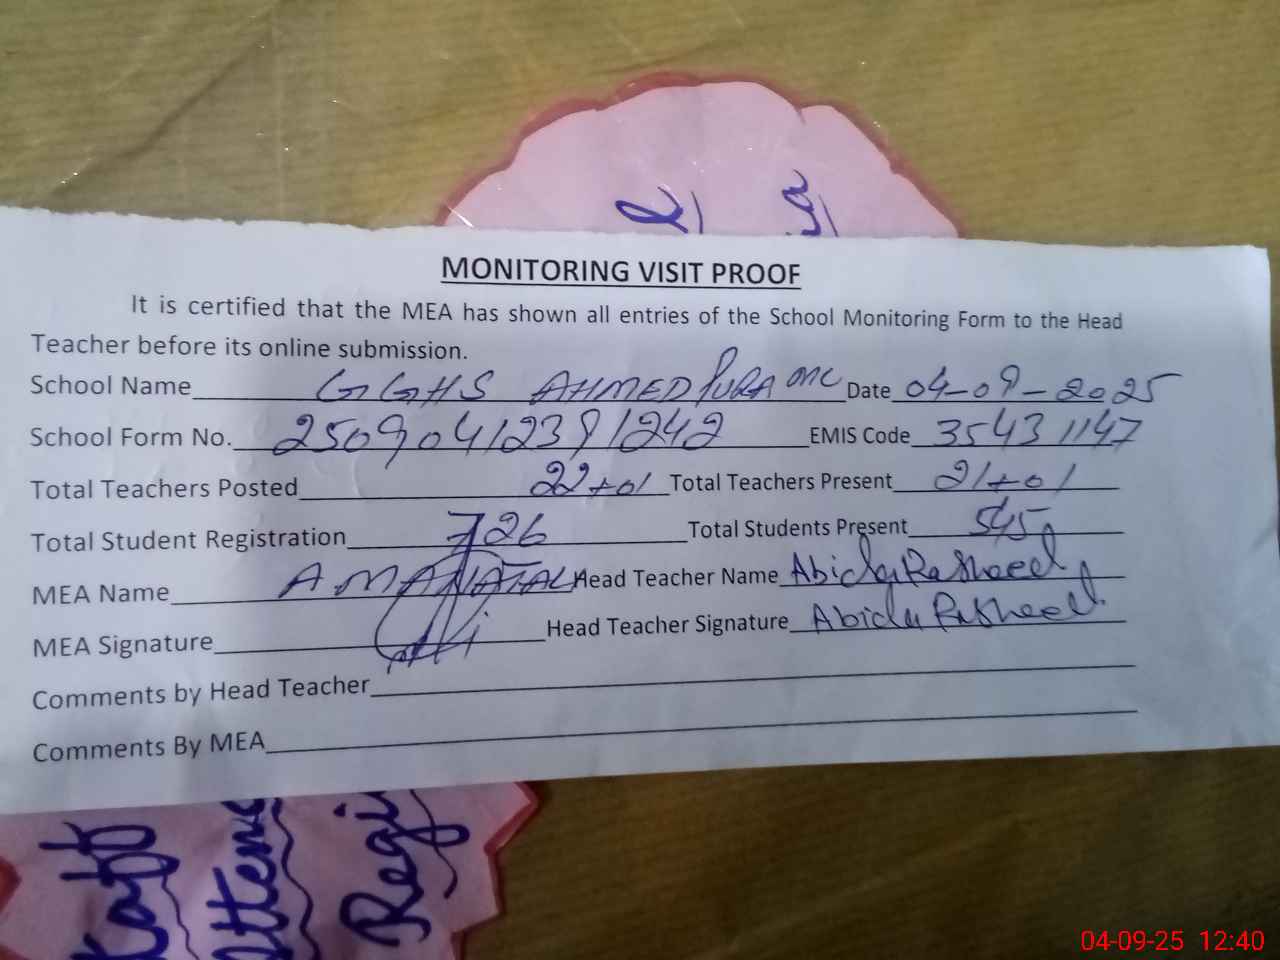 MONITORING VISIT PROOF
It is certified that the MEA has shown all entries of the School Monitoring Form to the Head
Teacher before its online submission.
School Name GGHS AHMEDPURA Date 04-09-2025
School Form No. 25090412391242 EMIS Code 35431147
Total Teachers Posted 22+01 Total Teachers Present 21+01
Total Student Registration 726 Total Students Present 545
MEA Name AMANATALI Head Teacher Name Abida Rasheed
MEA Signature Head Teacher Signature Abida Rasheed
Comments by Head Teacher
Comments By MEA
Staff
Regi
04-09-25 12:40